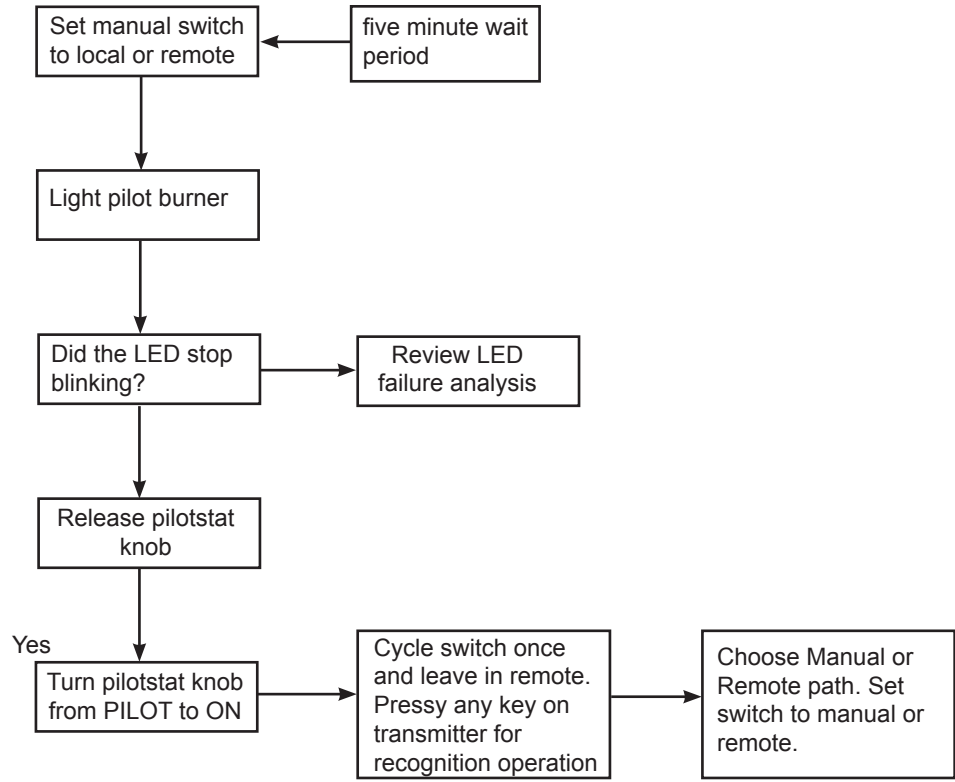 Set manual switch
to local or remote
five minute wait
period
Light pilot burner
Did the LED stop
blinking?
Review LED
failure analysis
Release pilotstat
knob
Yes
Turn pilotstat knob
from PILOT to ON
Cycle switch once
and leave in remote.
Pressy any key on
transmitter for
recognition operation
Choose Manual or
Remote path. Set
switch to manual or
remote.